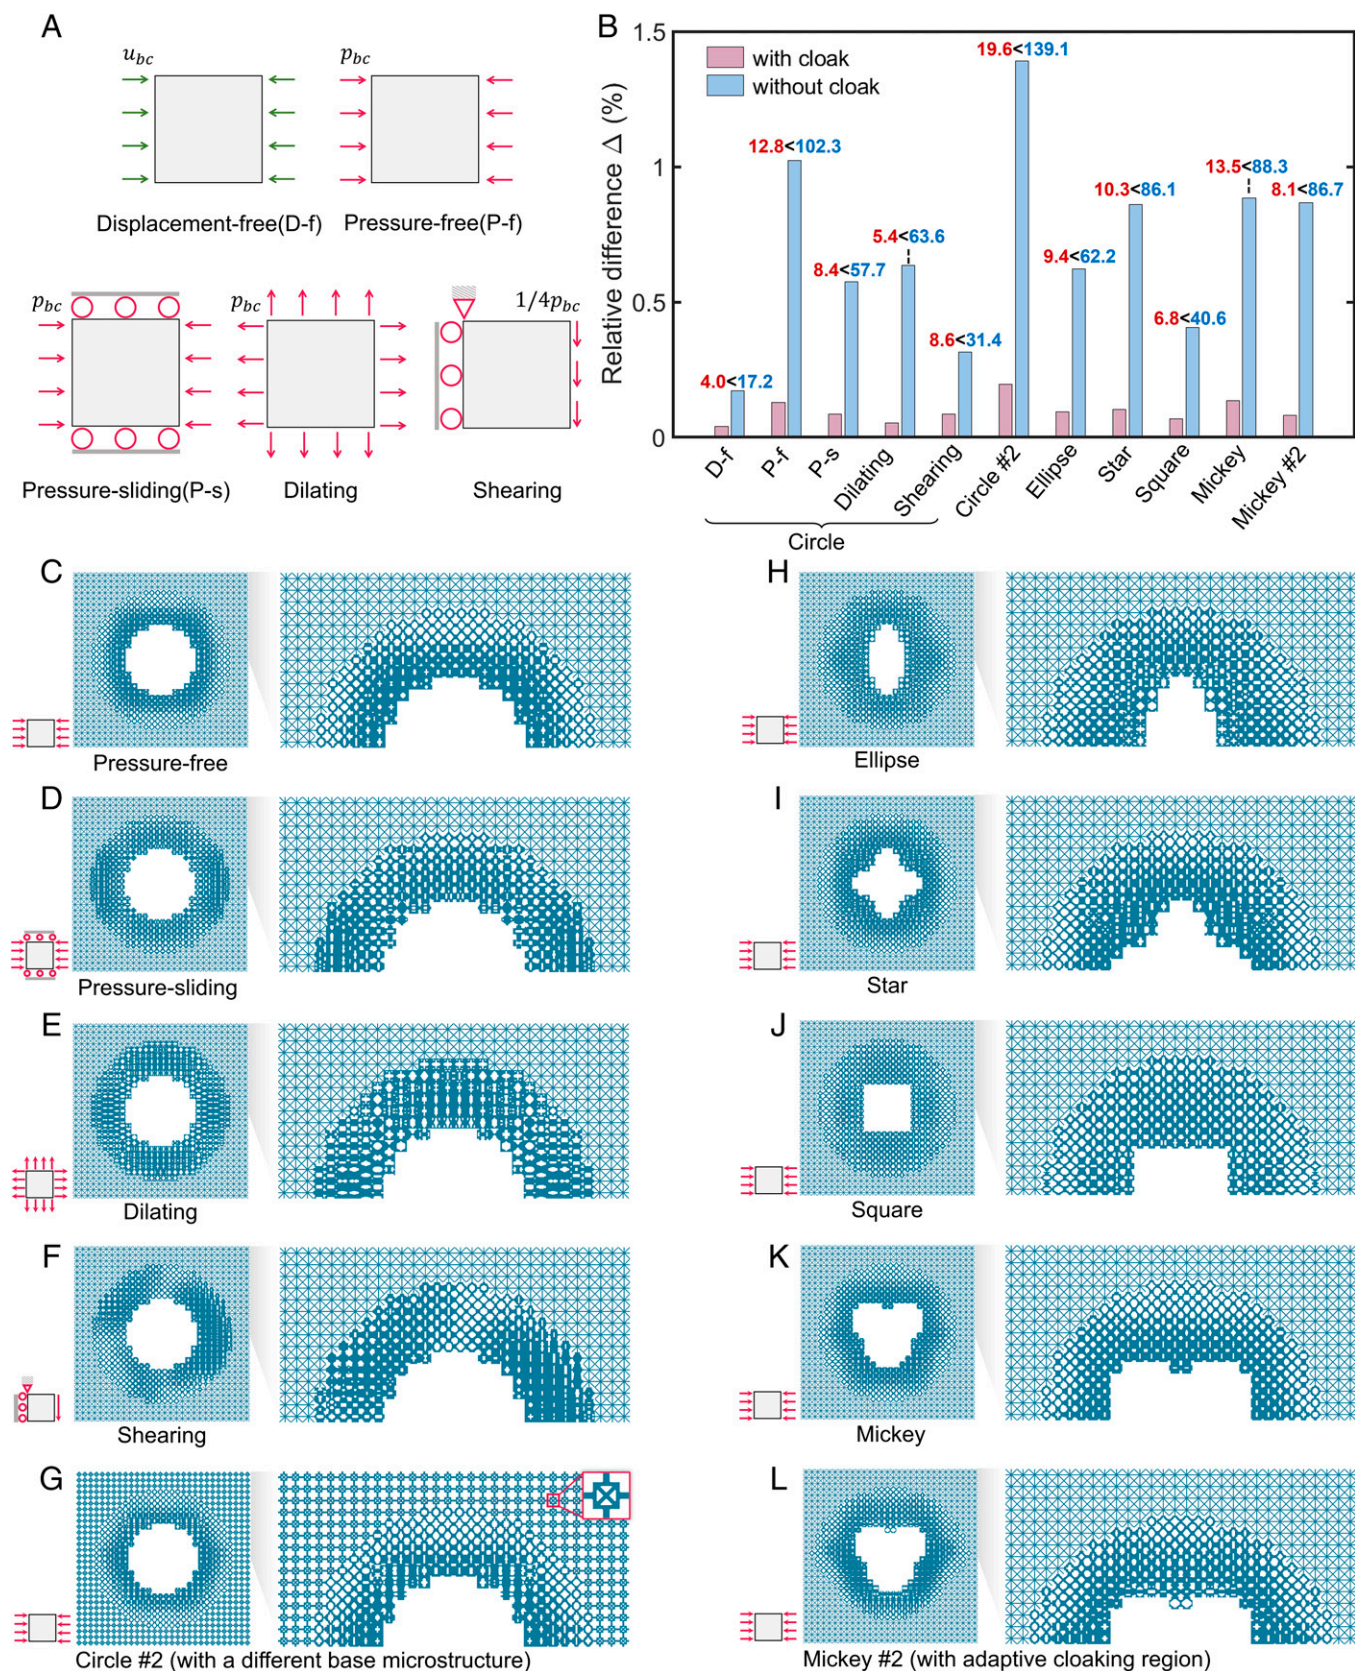 A
u_bc
p_bc
Displacement-free(D-f)
Pressure-free(P-f)
p_bc
p_bc
1/4p_bc
Pressure-sliding(P-s)
Dilating
Shearing
B
Relative difference Δ (%)
1.5
1
0.5
0
with cloak
without cloak
4.0<17.2
12.8<102.3
8.4<57.7
5.4<63.6
8.6<31.4
19.6<139.1
9.4<62.2
10.3<86.1
6.8<40.6
13.5<88.3
8.1<86.7
D-f
P-f
P-s
Dilating
Shearing
Circle #2
Ellipse
Star
Square
Mickey
Mickey #2
Circle
C
Pressure-free
D
Pressure-sliding
E
Dilating
F
Shearing
G
Circle #2 (with a different base microstructure)
H
Ellipse
I
Star
J
Square
K
Mickey
L
Mickey #2 (with adaptive cloaking region)